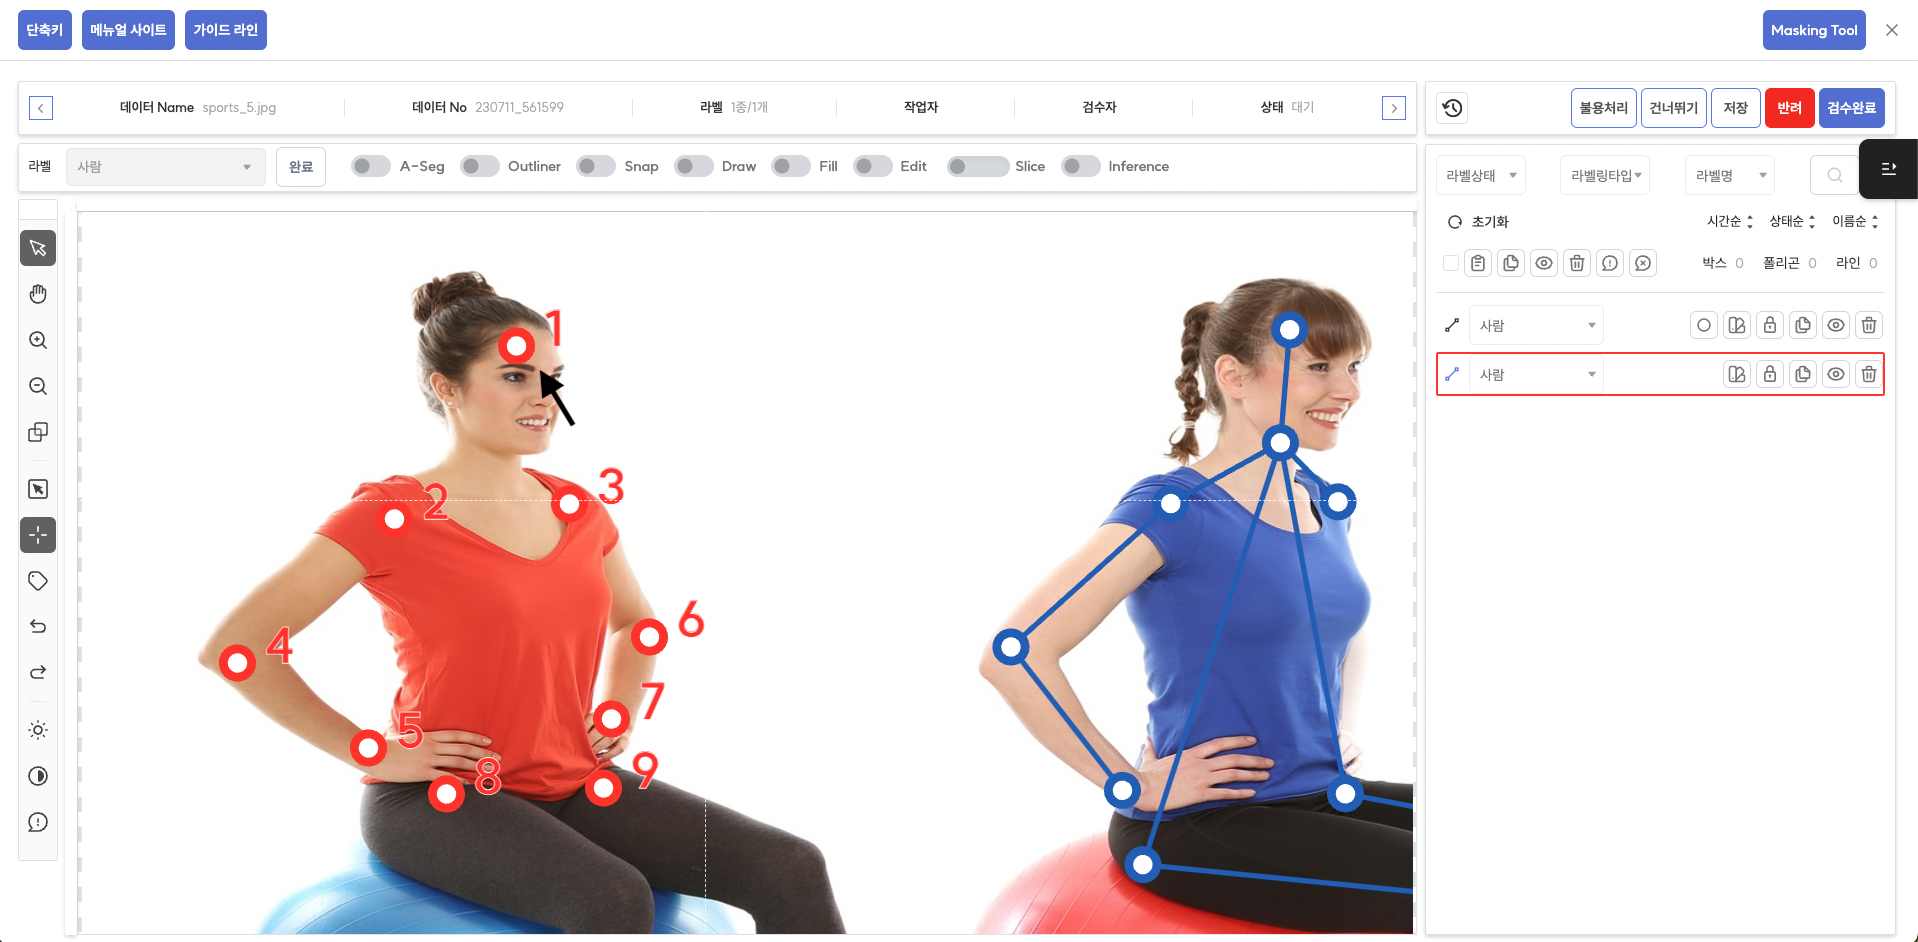 단축키 메뉴얼 사이트 가이드 라인 Masking Tool
데이터 Name sports_5.jpg 데이터 No 230711_561599 라벨 1종/1개 작업자 검수자 상태 대기
불용처리 건너뛰기 저장 반려 검수완료
라벨 사람 완료 A-Seg Outliner Snap Draw Fill Edit Slice Inference
라벨상태 라벨링타입 라벨명
초기화 시간순 상태순 이름순
박스 0 폴리곤 0 라인 0
사람
사람
1
2
3
4
5
6
7
8
9